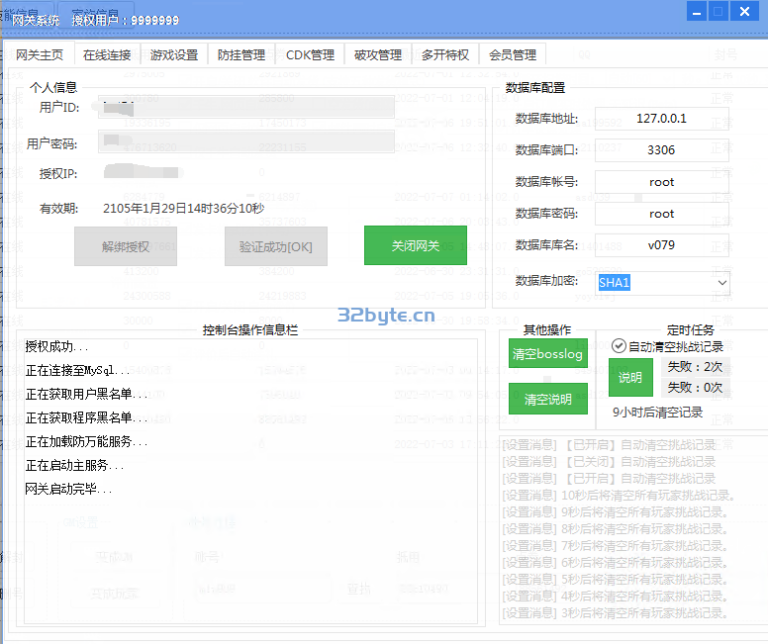 网关系统 授权用户:9999999
网关主页 在线连接 游戏设置 防挂管理 CDK管理 破攻管理 多开特权 会员管理
个人信息
用户ID:
用户密码:
授权IP:
有效期: 2105年1月29日14时36分10秒
解绑授权 验证成功[OK] 关闭网关
数据库配置
数据库地址: 127.0.0.1
数据库端口: 3306
数据库帐号: root
数据库密码: root
数据库库名: v079
数据库加密: SHA1
32byte.cn
控制台操作信息栏
授权成功...
正在连接至MySql...
正在获取用户黑名单...
正在获取程序黑名单...
正在加载防万能服务...
正在启动主服务...
网关启动完毕...
其他操作
清空bosslog
清空说明
定时任务
自动清空挑战记录
说明
失败:2次
失败:0次
9小时后清空记录
[设置消息] 【已开启】自动清空挑战记录
[设置消息] 【已关闭】自动清空挑战记录
[设置消息] 【已开启】自动清空挑战记录
[设置消息] 10秒后将清空所有玩家挑战记录。
[设置消息] 9秒后将清空所有玩家挑战记录。
[设置消息] 8秒后将清空所有玩家挑战记录。
[设置消息] 7秒后将清空所有玩家挑战记录。
[设置消息] 6秒后将清空所有玩家挑战记录。
[设置消息] 5秒后将清空所有玩家挑战记录。
[设置消息] 4秒后将清空所有玩家挑战记录。
[设置消息] 3秒后将清空所有玩家挑战记录。